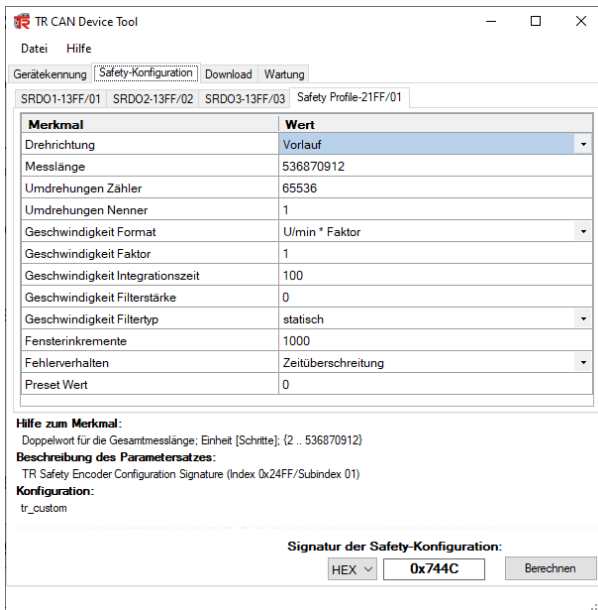 TR CAN Device Tool
Datei Hilfe
Gerätekennung Safety-Konfiguration Download Wartung
SRDO1-13FF/01 SRDO2-13FF/02 SRDO3-13FF/03 Safety Profile-21FF/01
Merkmal Wert
Drehrichtung Vorlauf
Messlänge 536870912
Umdrehungen Zähler 65536
Umdrehungen Nenner 1
Geschwindigkeit Format U/min * Faktor
Geschwindigkeit Faktor 1
Geschwindigkeit Integrationszeit 100
Geschwindigkeit Filterstärke 0
Geschwindigkeit Filtertyp statisch
Fensterinkremente 1000
Fehlerverhalten Zeitüberschreitung
Preset Wert 0
Hilfe zum Merkmal:
Doppelwort für die Gesamtmesslänge; Einheit [Schritte]; {2 .. 536870912}
Beschreibung des Parametersatzes:
TR Safety Encoder Configuration Signature (Index 0x24FF/Subindex 01)
Konfiguration:
tr_custom
Signatur der Safety-Konfiguration:
HEX 0x744C Berechnen